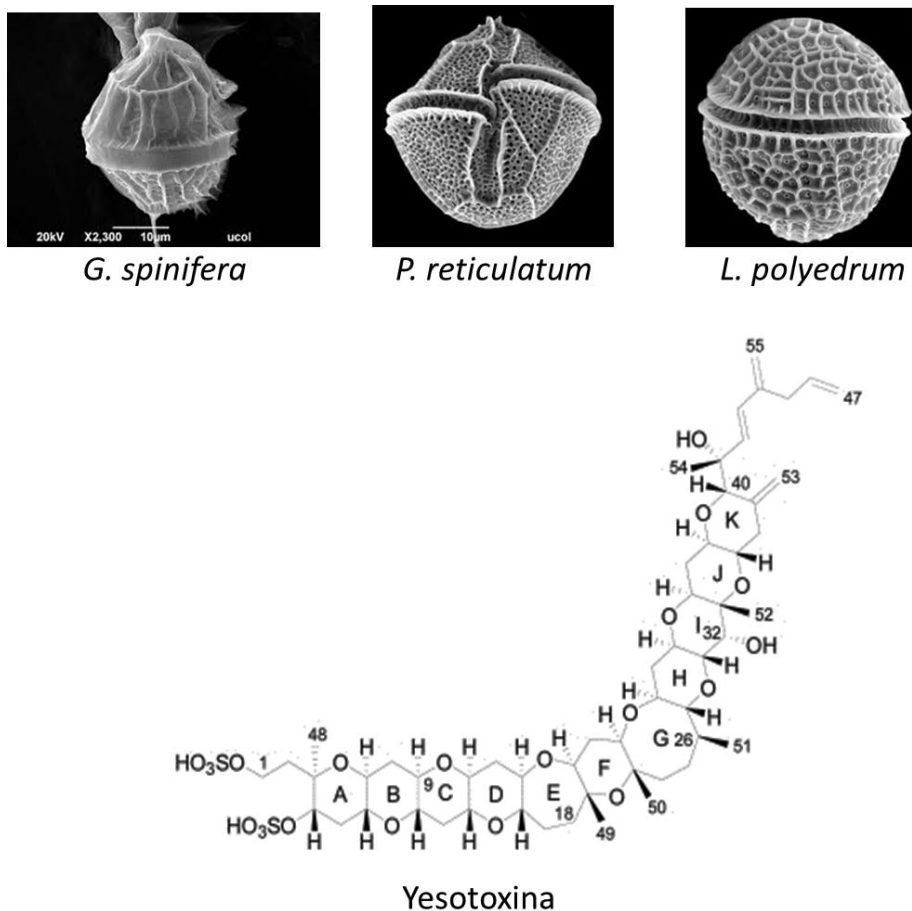 20kV X2,300 10µm ucol
G. spinifera
P. reticulatum
L. polyedrum
55
47
HO
54
H
40
53
O
K
H
H
J
O
H
52
O
I
32
OH
H
H
H
O
H
O
H
H
G
26
51
H
O
F
48
H
H
H
H
HO3SO
1
O
O
50
A
B
9
C
D
E
18
O
49
HO3SO
O
O
H
H
H
H
H
Yesotoxina